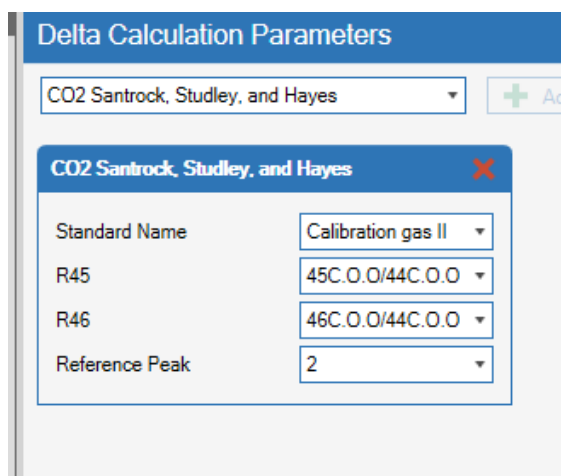 Delta Calculation Parameters
CO2 Santrock, Studley, and Hayes
CO2 Santrock, Studley, and Hayes
Standard Name Calibration gas II
R45 45C.O.O/44C.O.O
R46 46C.O.O/44C.O.O
Reference Peak 2